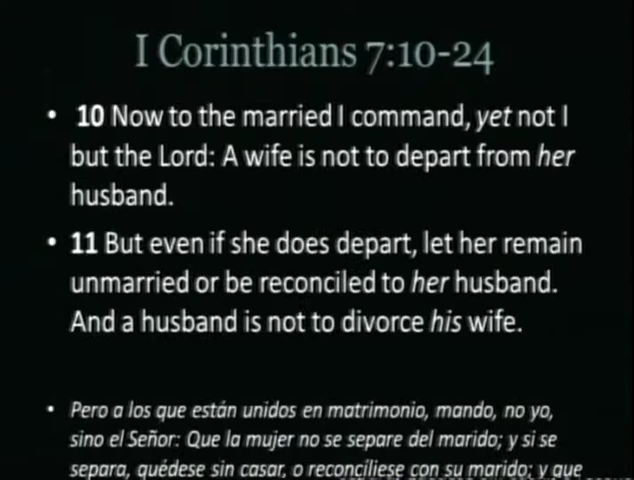 I Corinthians 7:10-24
• 10 Now to the married I command, yet not I
but the Lord: A wife is not to depart from her
husband.
• 11 But even if she does depart, let her remain
unmarried or be reconciled to her husband.
And a husband is not to divorce his wife.
• Pero a los que están unidos en matrimonio, mando, no yo,
sino el Señor: Que la mujer no se separe del marido; y si se
separa, quédese sin casar, o reconcíliese con su marido; y que